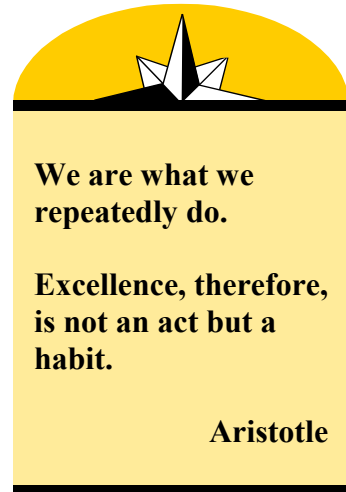 We are what we
repeatedly do.
Excellence, therefore,
is not an act but a
habit.
Aristotle